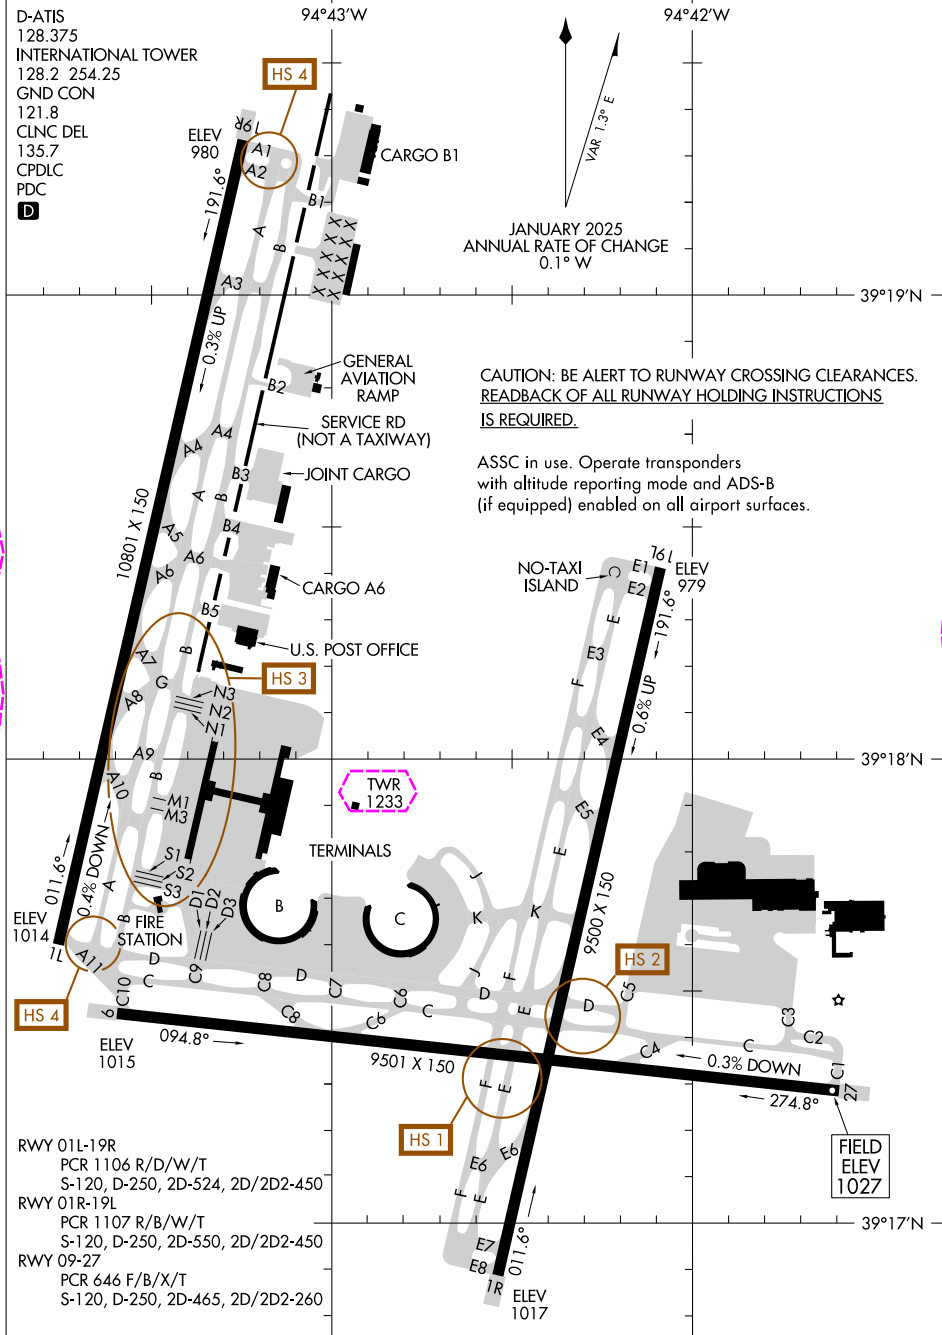 D-ATIS
128.375
INTERNATIONAL TOWER
128.2 254.25
GND CON
121.8
CLNC DEL
135.7
CPDLC
PDC
D
94°43'W
94°42'W
HS 4
19R
ELEV
980
A1
A2
CARGO B1
B1
191.6°
VAR 1.3° E
JANUARY 2025
ANNUAL RATE OF CHANGE
0.1° W
X X
X X
X X
X X
X X
A
B
A3
39°19'N
0.3% UP
GENERAL
AVIATION
RAMP
B2
CAUTION: BE ALERT TO RUNWAY CROSSING CLEARANCES.
READBACK OF ALL RUNWAY HOLDING INSTRUCTIONS
IS REQUIRED.
SERVICE RD
(NOT A TAXIWAY)
A4
A4
B3
JOINT CARGO
ASSC in use. Operate transponders
with altitude reporting mode and ADS-B
(if equipped) enabled on all airport surfaces.
A
B
10801 X 150
A5
B4
A6
A6
CARGO A6
NO-TAXI
ISLAND
C
E1
E2
19L
ELEV
979
B5
E
191.6°
U.S. POST OFFICE
A7
B
HS 3
E3
G
F
N3
N2
N1
A8
0.6% UP
E4
39°18'N
A9
A10
B
TWR
1233
M1
M3
E5
0.4% DOWN
TERMINALS
S1
S2
S3
E
011.6°
A
J
B
C
D1
D2
D3
K
K
9500 X 150
ELEV
1014
1L
B
FIRE
STATION
A11
D
HS 2
C
C9
C8
D
C7
C6
J
F
D
C5
HS 4
C10
C8
C6
C
E
D
C3
C2
9
ELEV
1015
094.8°
9501 X 150
C4
C
0.3% DOWN
C1
27
274.8°
F
E
HS 1
FIELD
ELEV
1027
E6
E6
F
E
RWY 01L-19R
PCR 1106 R/D/W/T
S-120, D-250, 2D-524, 2D/2D2-450
RWY 01R-19L
PCR 1107 R/B/W/T
S-120, D-250, 2D-550, 2D/2D2-450
RWY 09-27
PCR 646 F/B/X/T
S-120, D-250, 2D-465, 2D/2D2-260
39°17'N
E7
E8
011.6°
1R
ELEV
1017